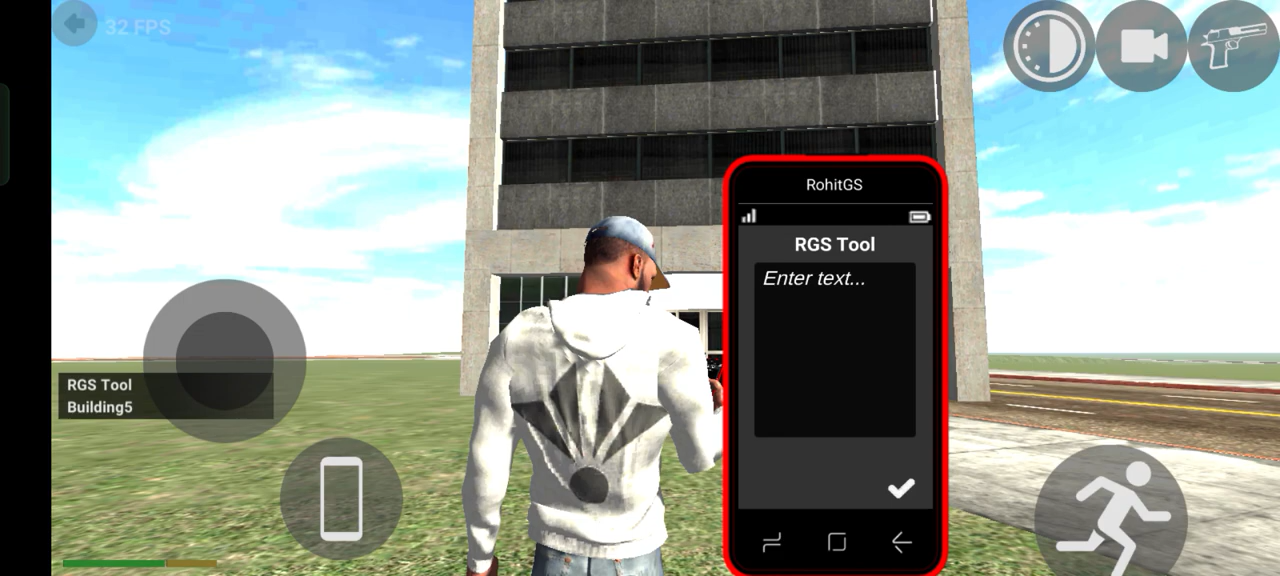 32 FPS
RohitGS
RGS Tool
Enter text...
RGS Tool
Building5